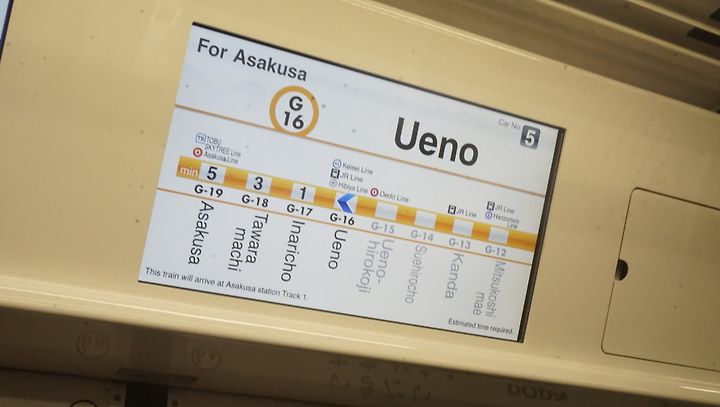 For Asakusa
G
16
Ueno
Car No. 5
TS TOBU
SKYTREE Line
Asakusa Line
Keisei Line
JR Line
Hibiya Line
Oedo Line
JR Line
JR Line
Hanzomon
Line
min 5 3 1
G-19 G-18 G-17 G-16 G-15 G-14 G-13 G-12
Asakusa
Tawara
machi
Inaricho
Ueno
Ueno-
hirokoji
Suehirocho
Kanda
Mitsukoshi
mae
This train will arrive at Asakusa station Track 1.
Estimated time required.